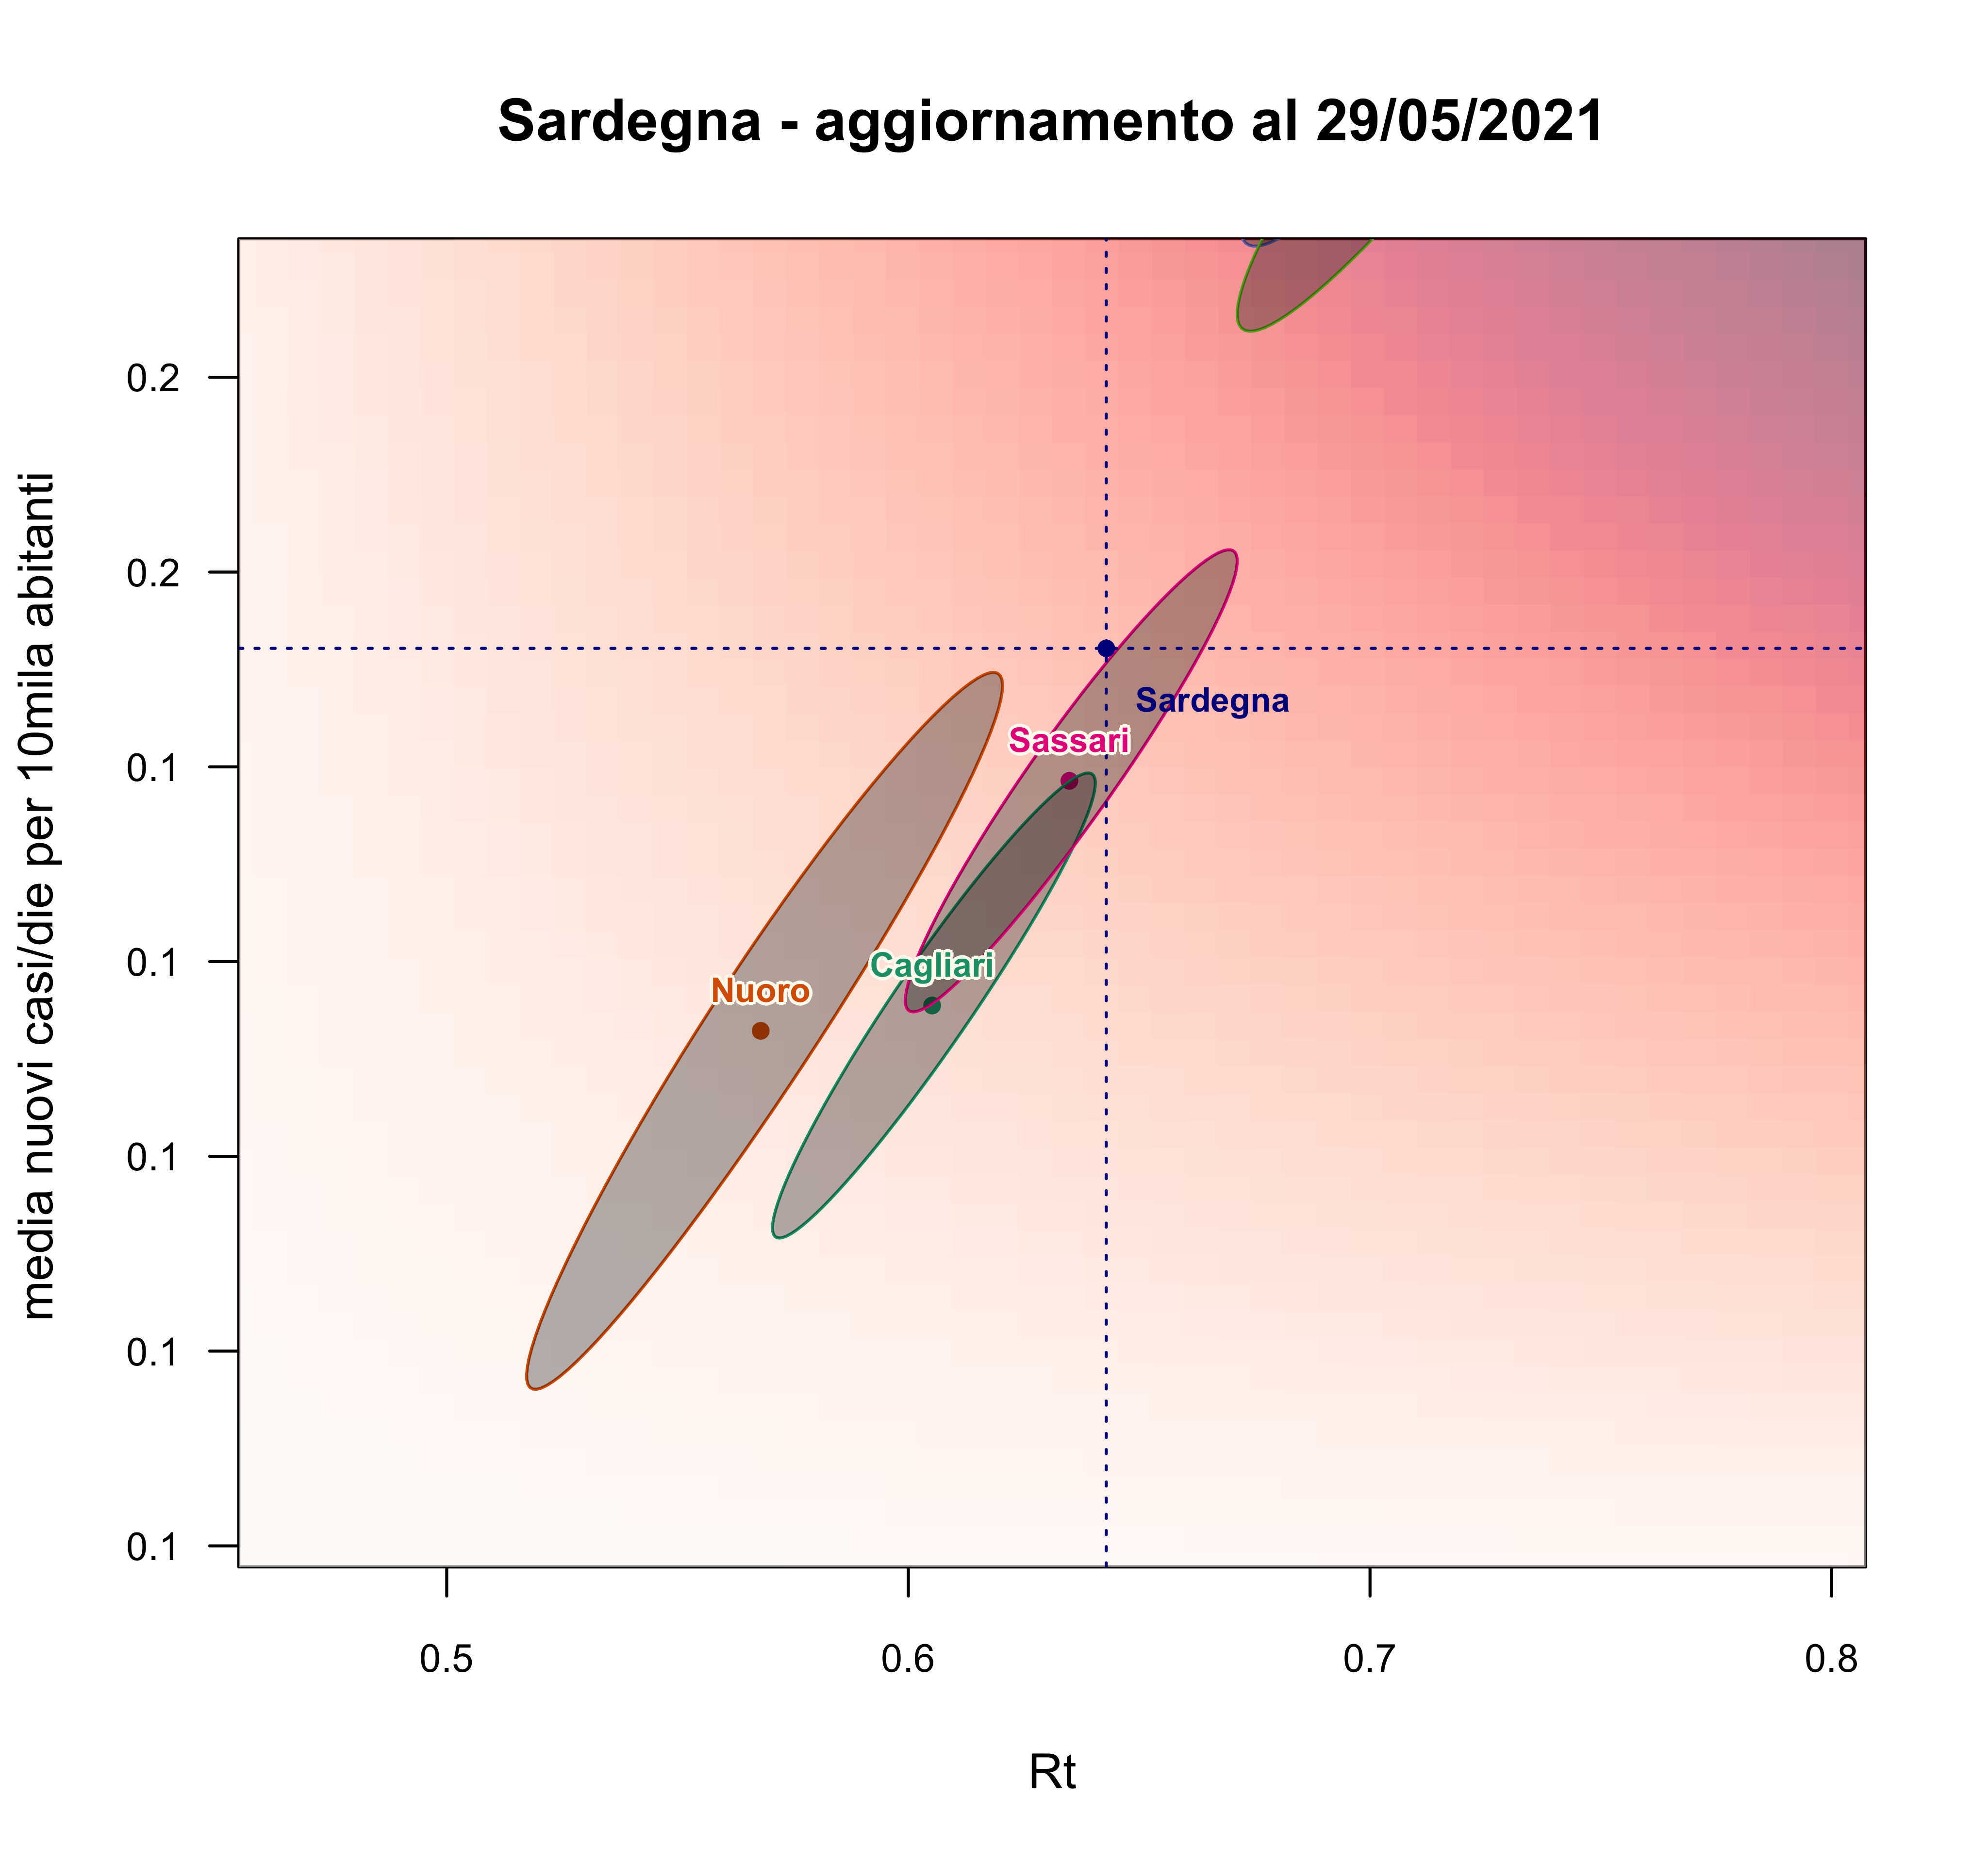 Sardegna - aggiornamento al 29/05/2021
media nuovi casi/die per 10mila abitanti
0.2
0.2
0.1
0.1
0.1
0.1
0.1
Sardegna
Sassari
Cagliari
Nuoro
0.5
0.6
0.7
0.8
Rt